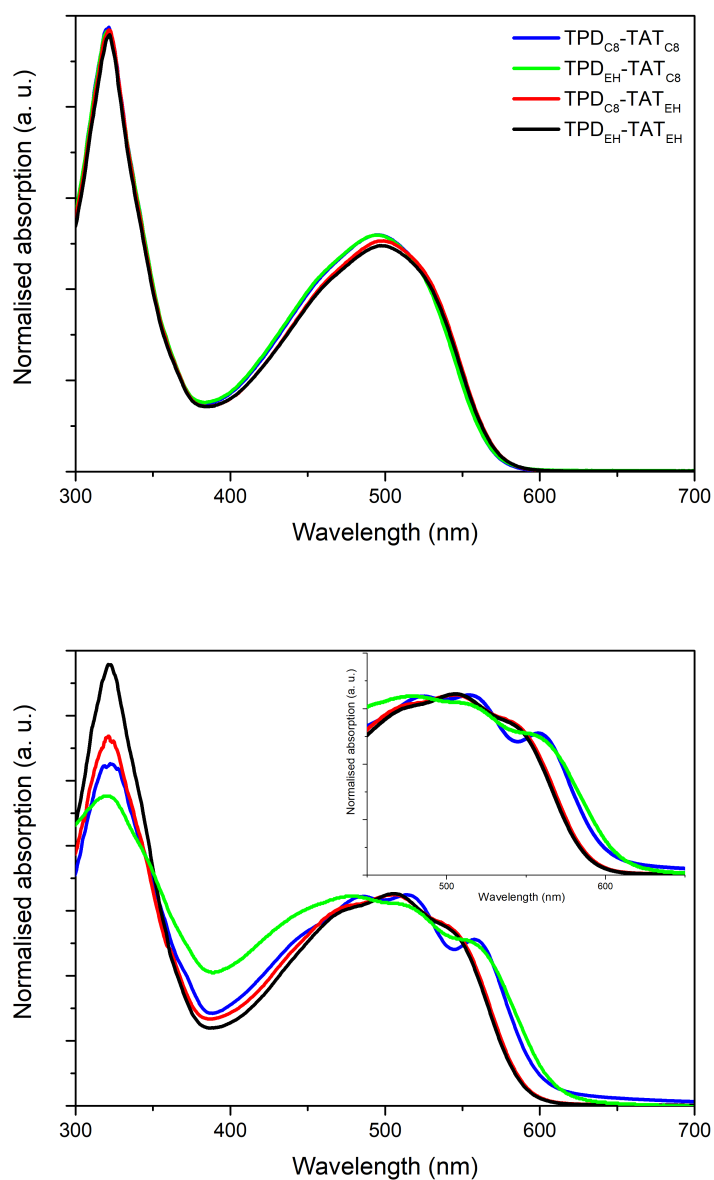 Normalised absorption (a. u.)
TPDC8-TATC8
TPDEH-TATC8
TPDC8-TATEH
TPDEH-TATEH
300 400 500 600 700
Wavelength (nm)
Normalised absorption (a. u.)
Normalised absorption (a. u.)
500 600
Wavelength (nm)
300 400 500 600 700
Wavelength (nm)